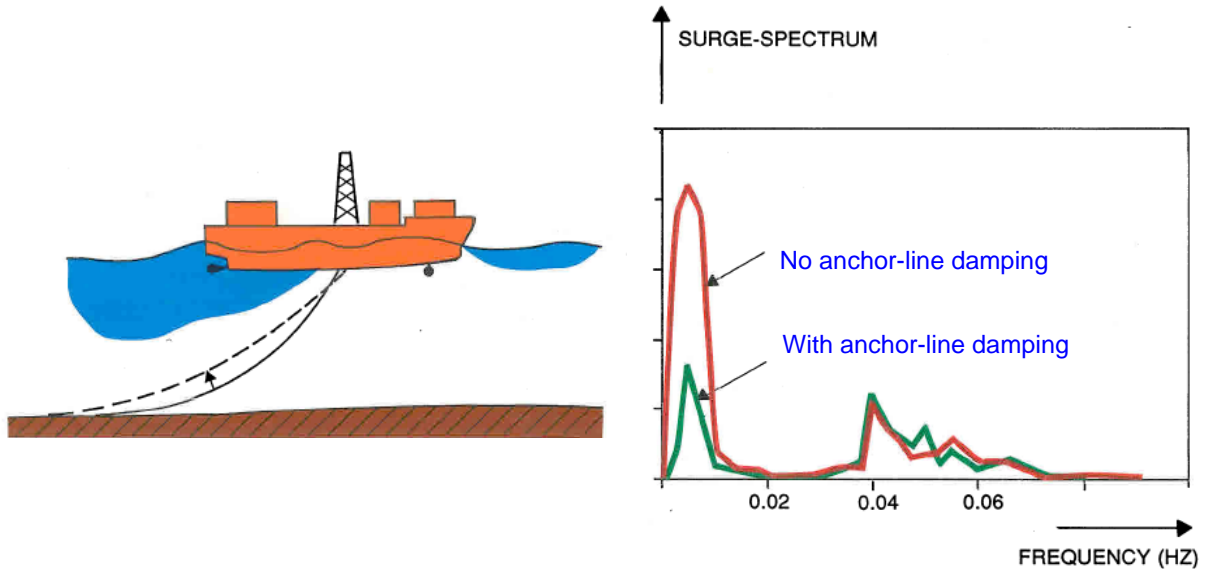 SURGE-SPECTRUM
No anchor-line damping
With anchor-line damping
0.02 0.04 0.06
FREQUENCY (HZ)